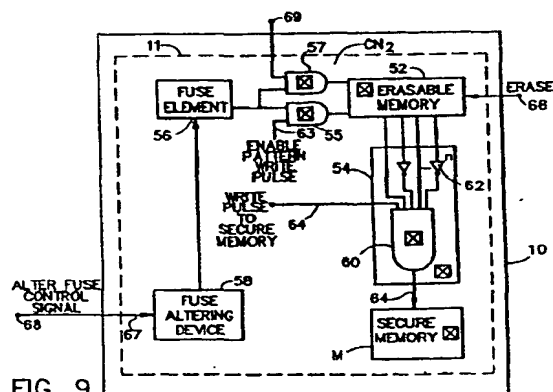 69
11
57
CN2
52
FUSE
ELEMENT
56
ERASABLE
MEMORY
ERASE
68
63
55
ENABLE
PATTERN
WRITE
PULSE
54
62
WRITE
PULSE
TO
SECURE
MEMORY
64
60
10
ALTER FUSE
CONTROL
SIGNAL
68
67
58
FUSE
ALTERING
DEVICE
64
SECURE
MEMORY
M
FIG. 9